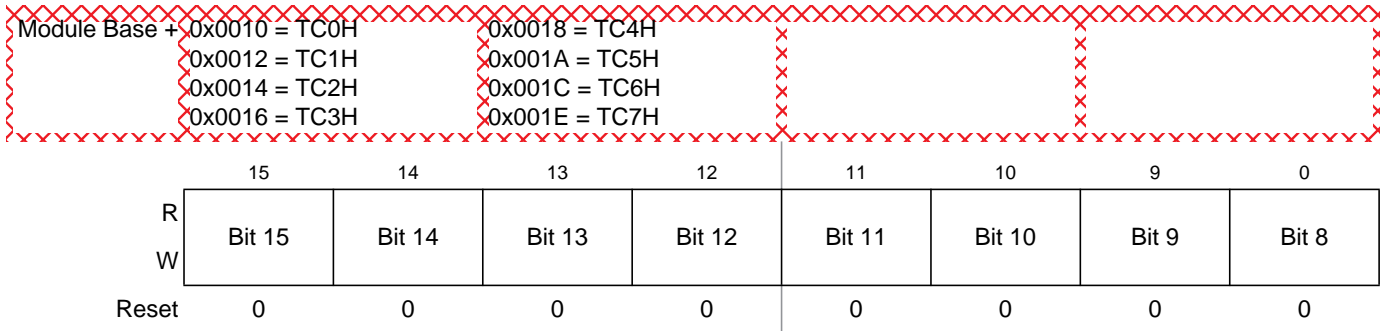 Module Base + 0x0010 = TC0H 0x0018 = TC4H
0x0012 = TC1H 0x001A = TC5H
0x0014 = TC2H 0x001C = TC6H
0x0016 = TC3H 0x001E = TC7H
15 14 13 12 11 10 9 0
R
Bit 15 Bit 14 Bit 13 Bit 12 Bit 11 Bit 10 Bit 9 Bit 8
W
Reset 0 0 0 0 0 0 0 0